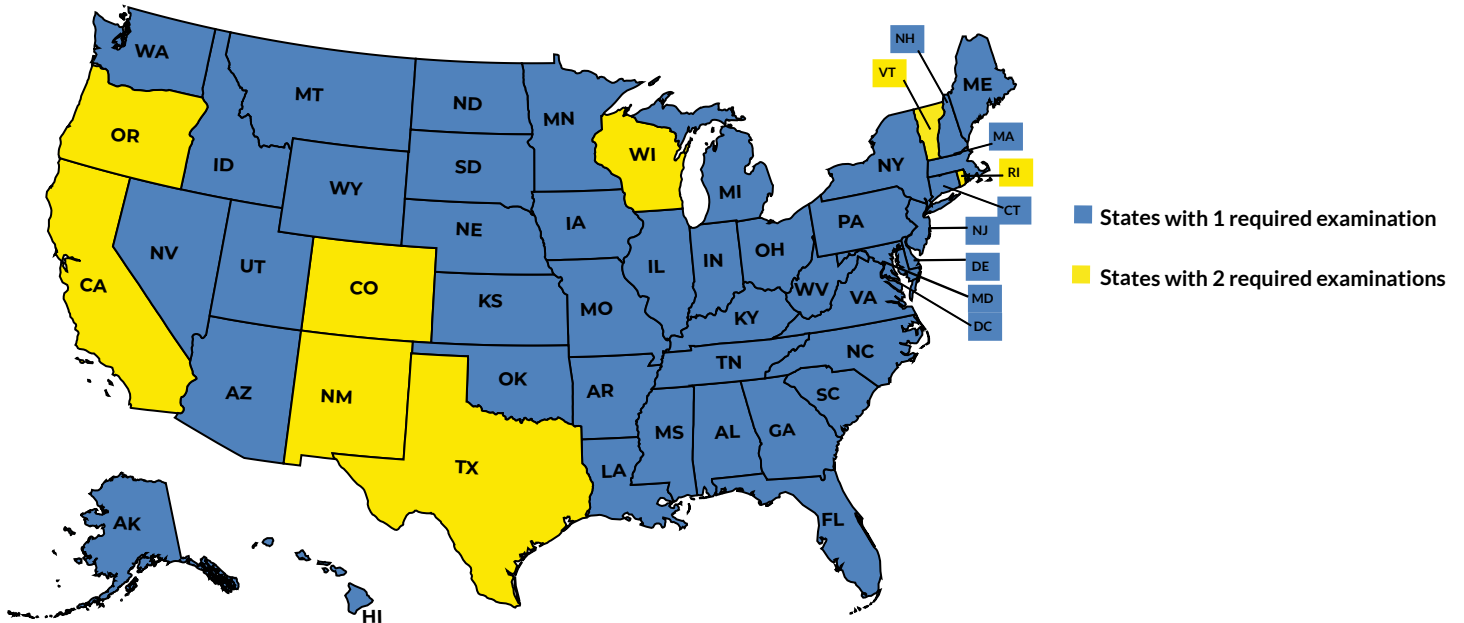 WA
MT
ND
MN
OR
ID
WY
SD
WI
MI
NY
VT
NH
ME
MA
RI
CT
NJ
DE
MD
DC
NV
UT
CO
NE
IA
IL
IN
OH
PA
CA
KS
MO
KY
WV
VA
AZ
NM
OK
AR
TN
NC
SC
TX
LA
MS
AL
GA
FL
AK
HI
States with 1 required examination
States with 2 required examinations